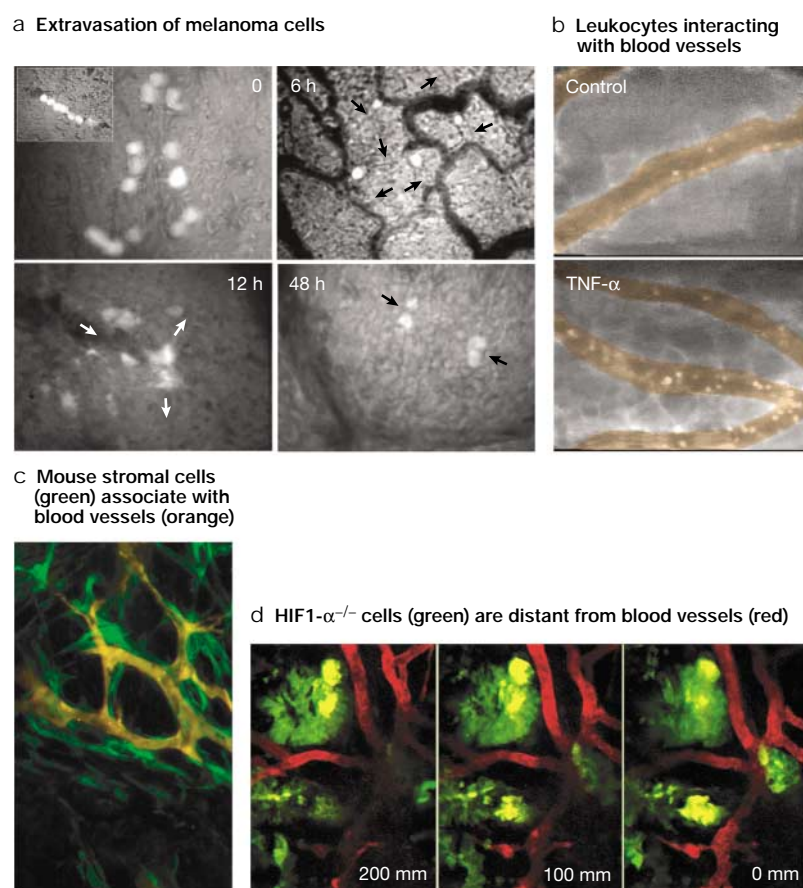 a Extravasation of melanoma cells
0
6 h
12 h
48 h
b Leukocytes interacting
with blood vessels
Control
TNF-α
c Mouse stromal cells
(green) associate with
blood vessels (orange)
d HIF1-α⁻/⁻ cells (green) are distant from blood vessels (red)
200 mm
100 mm
0 mm